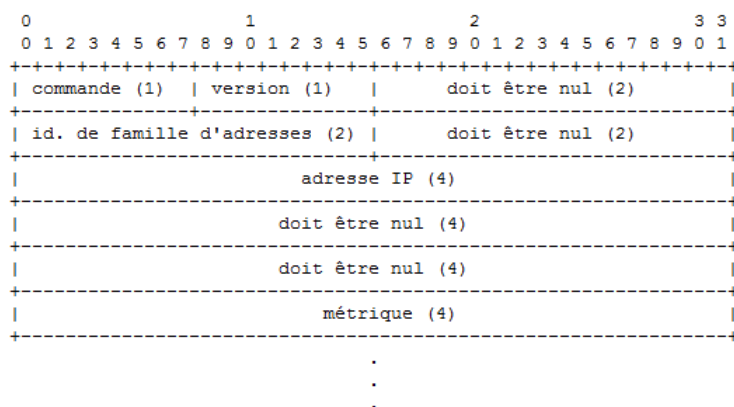 0 1 2 3 3
0 1 2 3 4 5 6 7 8 9 0 1 2 3 4 5 6 7 8 9 0 1 2 3 4 5 6 7 8 9 0 1
+-+-+-+-+-+-+-+-+-+-+-+-+-+-+-+-+-+-+-+-+-+-+-+-+-+-+-+-+-+-+-+-+
| commande (1) | version (1) | doit être nul (2) |
+---------------+---------------+-------------------------------+
| id. de famille d'adresses (2) | doit être nul (2) |
+-------------------------------+-------------------------------+
| adresse IP (4) |
+---------------------------------------------------------------+
| doit être nul (4) |
+---------------------------------------------------------------+
| doit être nul (4) |
+---------------------------------------------------------------+
| métrique (4) |
+---------------------------------------------------------------+
.
.
.